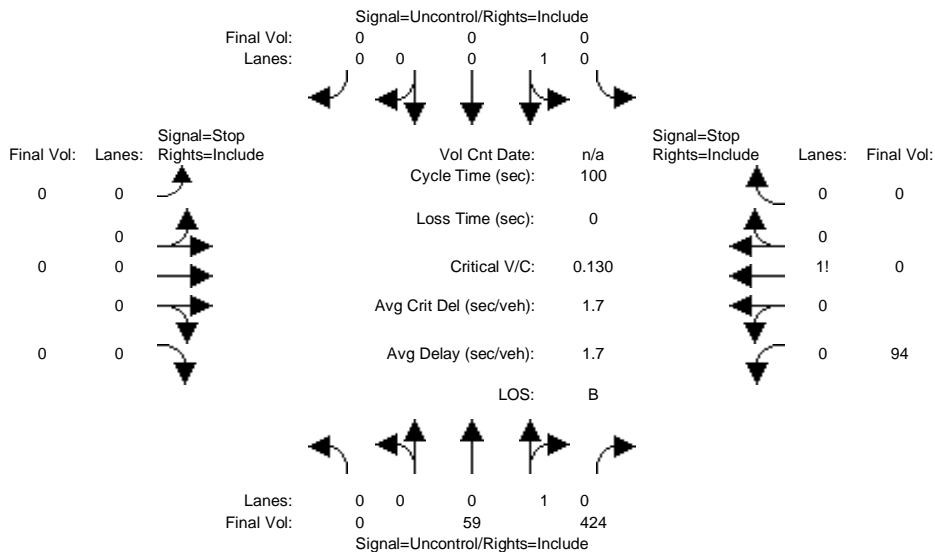 Signal=Uncontrol/Rights=Include
Final Vol: 0 0 0
Lanes: 0 0 0 1 0
Signal=Stop
Final Vol: Lanes: Rights=Include
Vol Cnt Date: n/a
Signal=Stop
Rights=Include Lanes: Final Vol:
Cycle Time (sec): 100
0 0
0 0
Loss Time (sec): 0
0
0
0 0
Critical V/C: 0.130
1! 0
0
Avg Crit Del (sec/veh): 1.7
0
0 0
Avg Delay (sec/veh): 1.7
0 94
LOS: B
Lanes: 0 0 0 1 0
Final Vol: 0 59 424
Signal=Uncontrol/Rights=Include